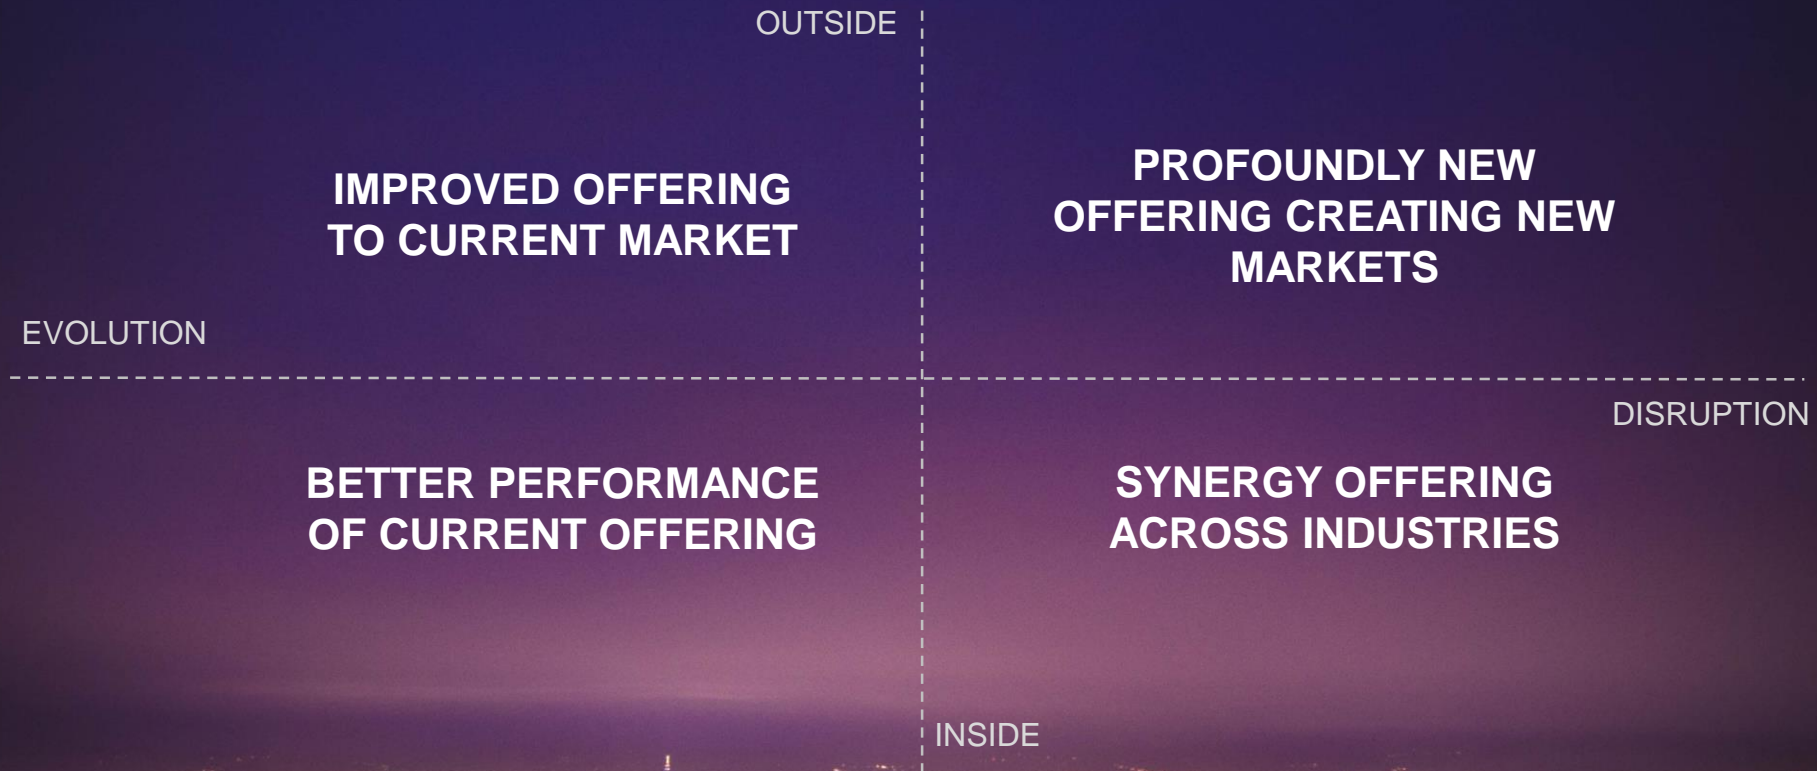 OUTSIDE
IMPROVED OFFERING
TO CURRENT MARKET
PROFOUNDLY NEW
OFFERING CREATING NEW
MARKETS
EVOLUTION
DISRUPTION
BETTER PERFORMANCE
OF CURRENT OFFERING
SYNERGY OFFERING
ACROSS INDUSTRIES
INSIDE